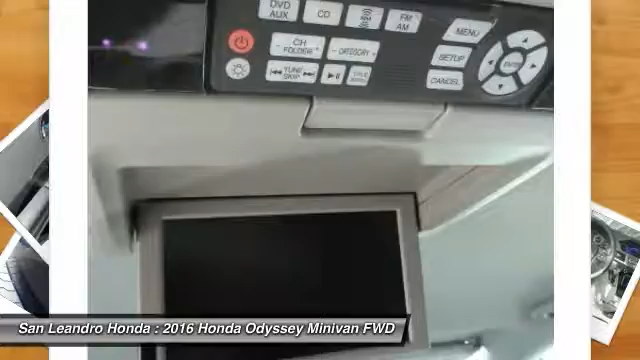 DVD
AUX
CD
FM
AM
MENU
- CH +
FOLDER
- CATEGORY +
SETUP
ENTER
TUNE
SKIP
CANCEL
San Leandro Honda : 2016 Honda Odyssey Minivan FWD